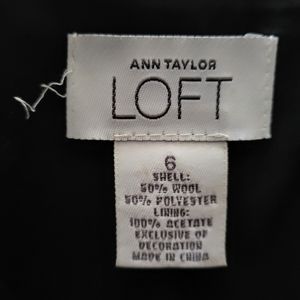 ANN TAYLOR
LOFT
6
SHELL:
50% WOOL
50% POLYESTER
LINING:
100% ACETATE
EXCLUSIVE OF
DECORATION
MADE IN CHINA